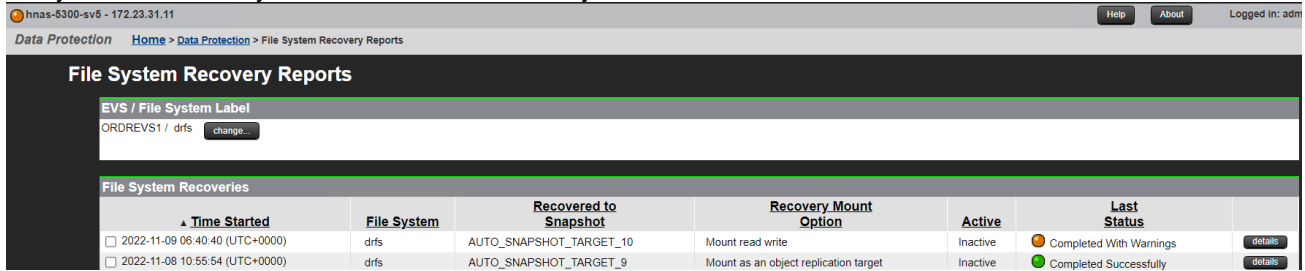 hnas-5300-sv5 - 172.23.31.11 Help About Logged in: adm
Data Protection Home > Data Protection > File System Recovery Reports
File System Recovery Reports
EVS / File System Label
ORDREVS1 / drfs change...
File System Recoveries
▲ Time Started File System Recovered to Snapshot Recovery Mount Option Active Last Status
2022-11-09 06:40:40 (UTC+0000) drfs AUTO_SNAPSHOT_TARGET_10 Mount read write Inactive Completed With Warnings details
2022-11-08 10:55:54 (UTC+0000) drfs AUTO_SNAPSHOT_TARGET_9 Mount as an object replication target Inactive Completed Successfully details